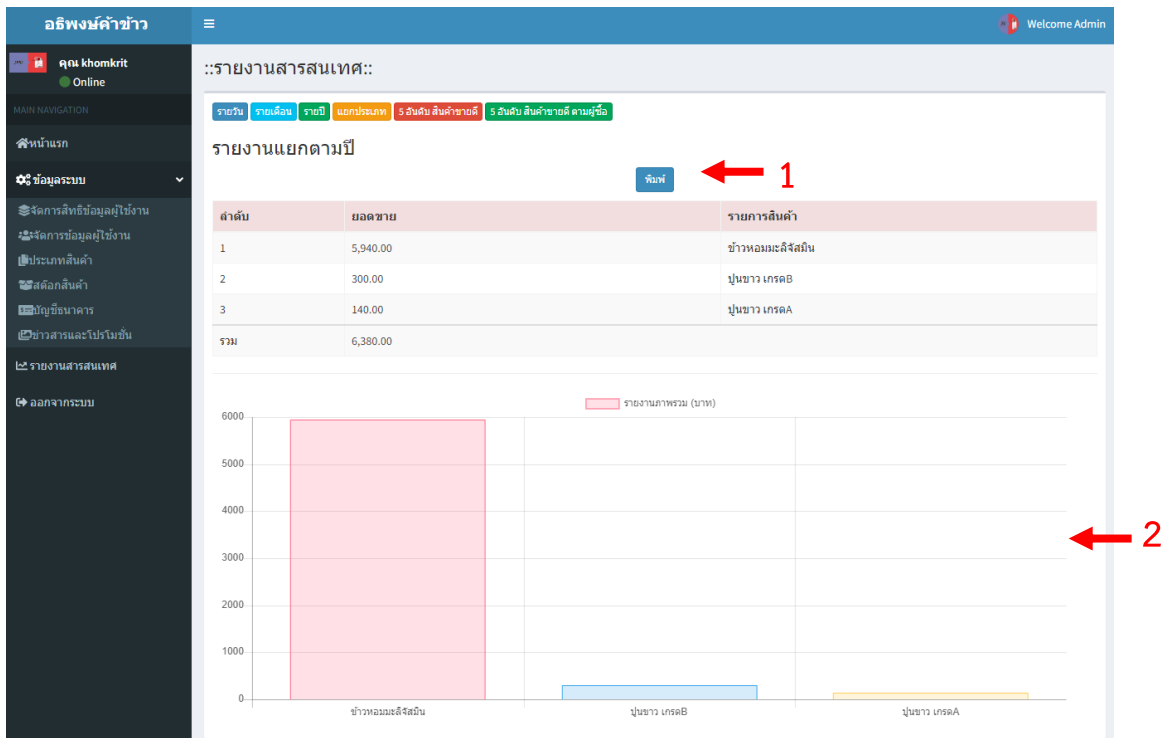 อธิพงษ์ค้าข้าว
Welcome Admin
คุณ khomkrit
Online
MAIN NAVIGATION
หน้าแรก
ข้อมูลระบบ
จัดการสิทธิข้อมูลผู้ใช้งาน
จัดการข้อมูลผู้ใช้งาน
ประเภทสินค้า
สต๊อกสินค้า
บัญชีธนาคาร
ข่าวสารและโปรโมชั่น
รายงานสารสนเทศ
ออกจากระบบ
::รายงานสารสนเทศ::
รายวัน รายเดือน รายปี แยกประเภท 5 อันดับ สินค้าขายดี 5 อันดับ สินค้าขายดี ตามผู้ซื้อ
รายงานแยกตามปี
พิมพ์ 1
ลำดับ ยอดขาย รายการสินค้า
1 5,940.00 ข้าวหอมมะลิจัสมิน
2 300.00 ปูนขาว เกรดB
3 140.00 ปูนขาว เกรดA
รวม 6,380.00
รายงานภาพรวม (บาท)
6000
5000
4000
2
3000
2000
1000
0
ข้าวหอมมะลิจัสมิน ปูนขาว เกรดB ปูนขาว เกรดA